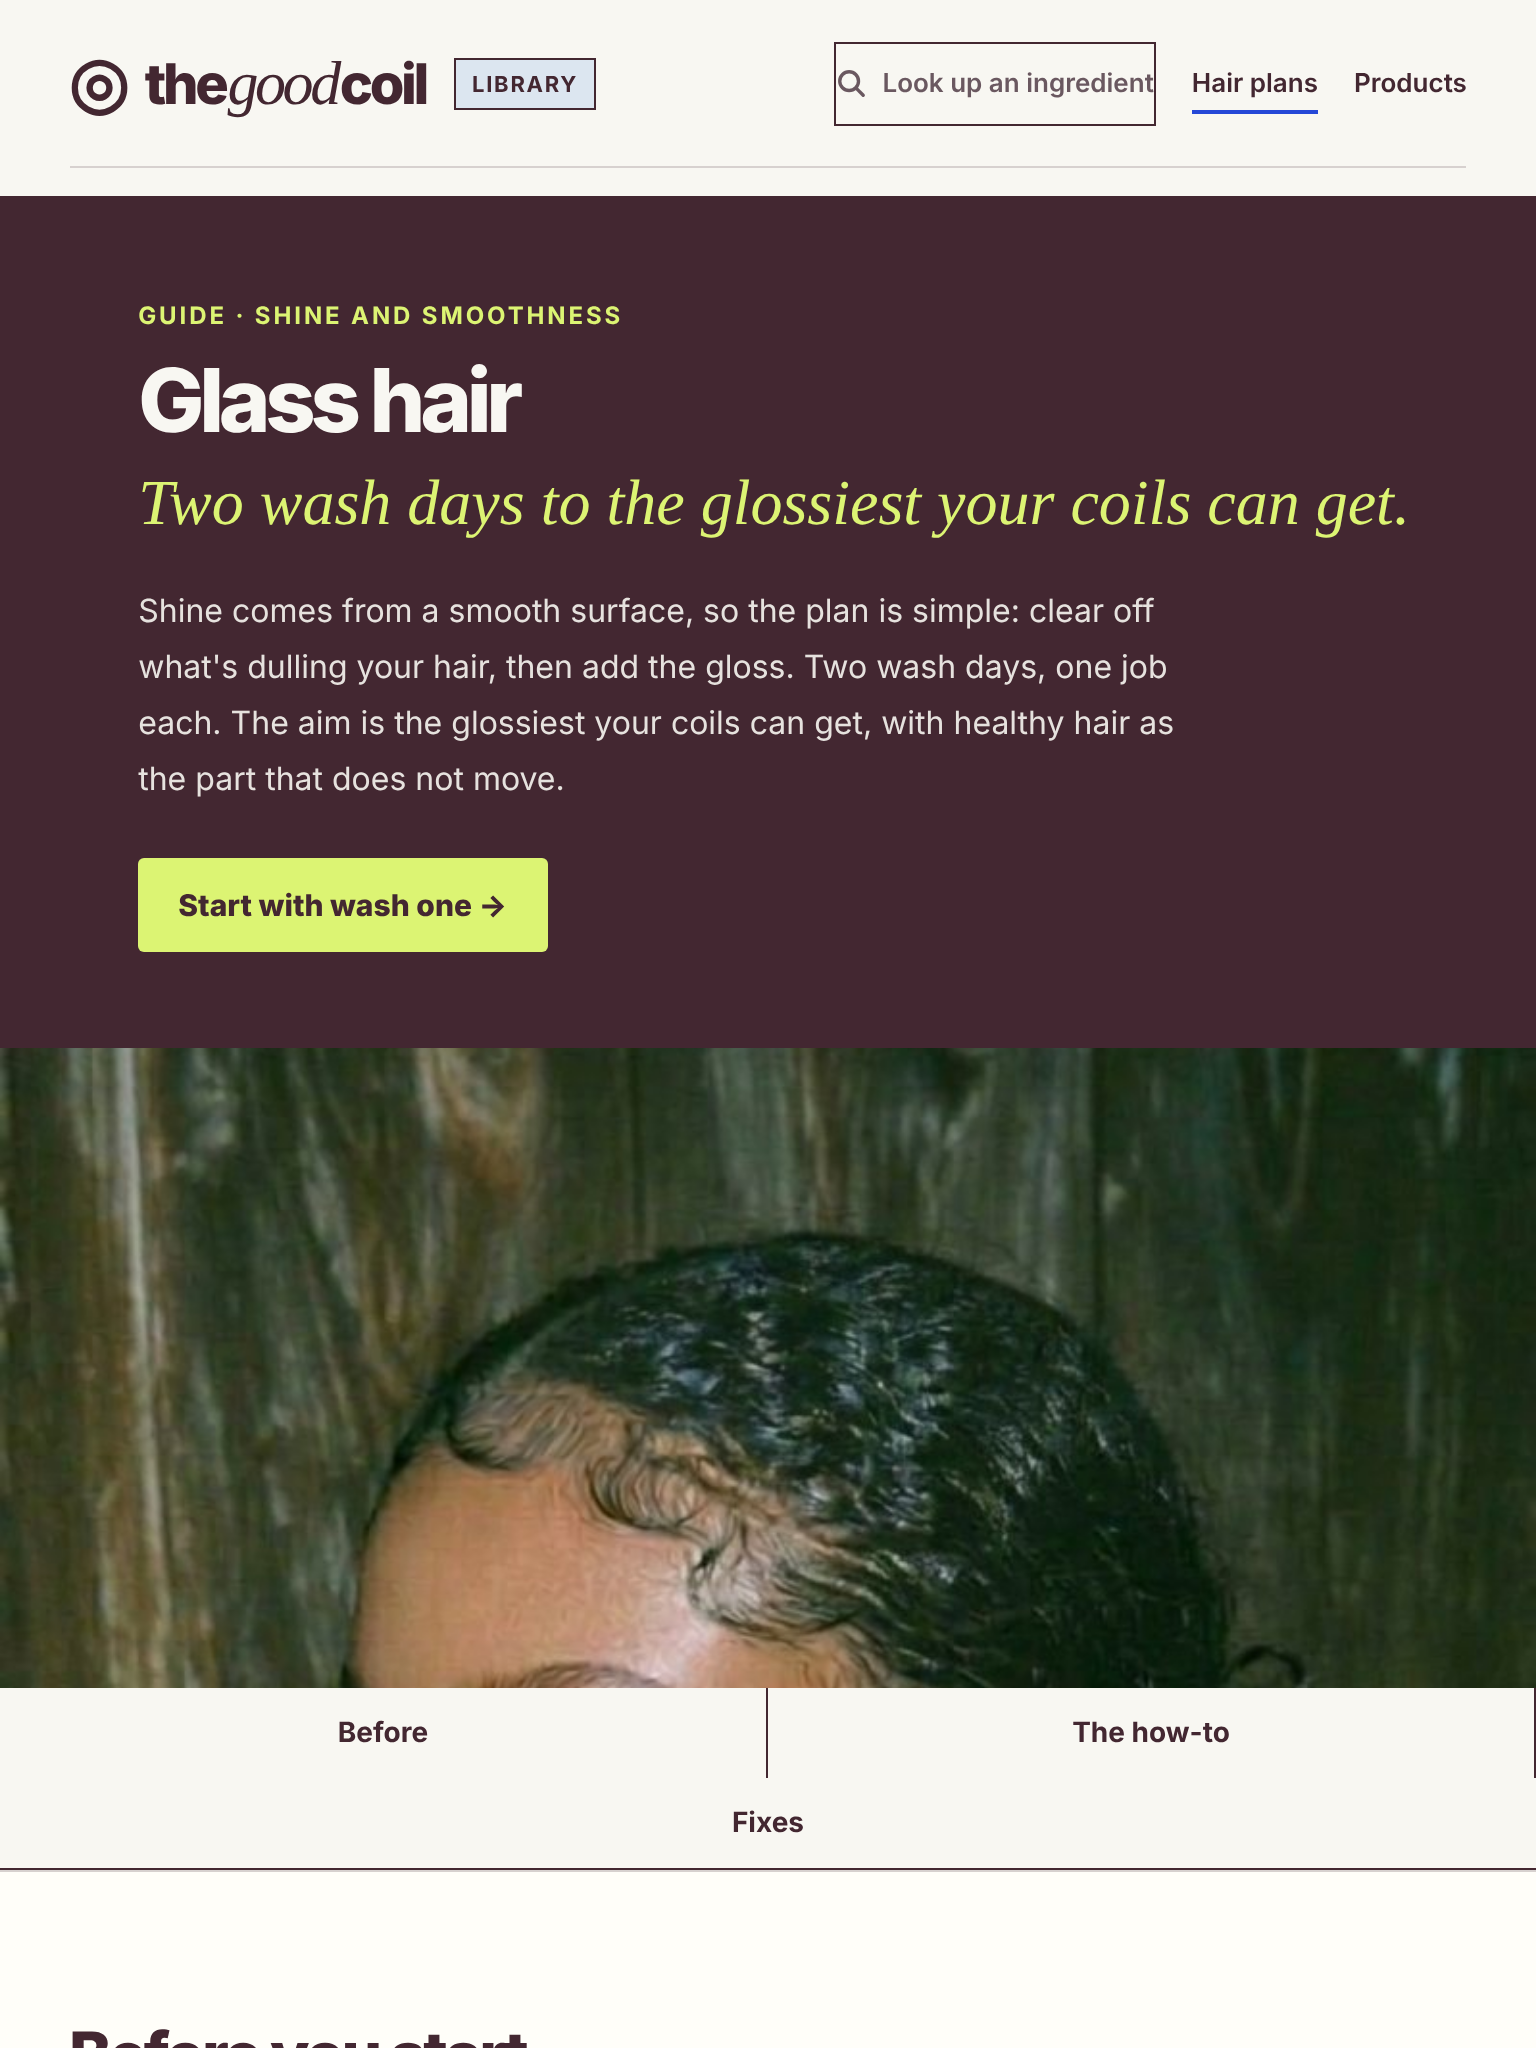 thegoodcoil
LIBRARY
Look up an ingredient
Hair plans
Products
GUIDE · SHINE AND SMOOTHNESS
Glass hair
Two wash days to the glossiest your coils can get.
Shine comes from a smooth surface, so the plan is simple: clear off
what's dulling your hair, then add the gloss. Two wash days, one job
each. The aim is the glossiest your coils can get, with healthy hair as
the part that does not move.
Start with wash one →
Before
The how-to
Fixes
Before you start